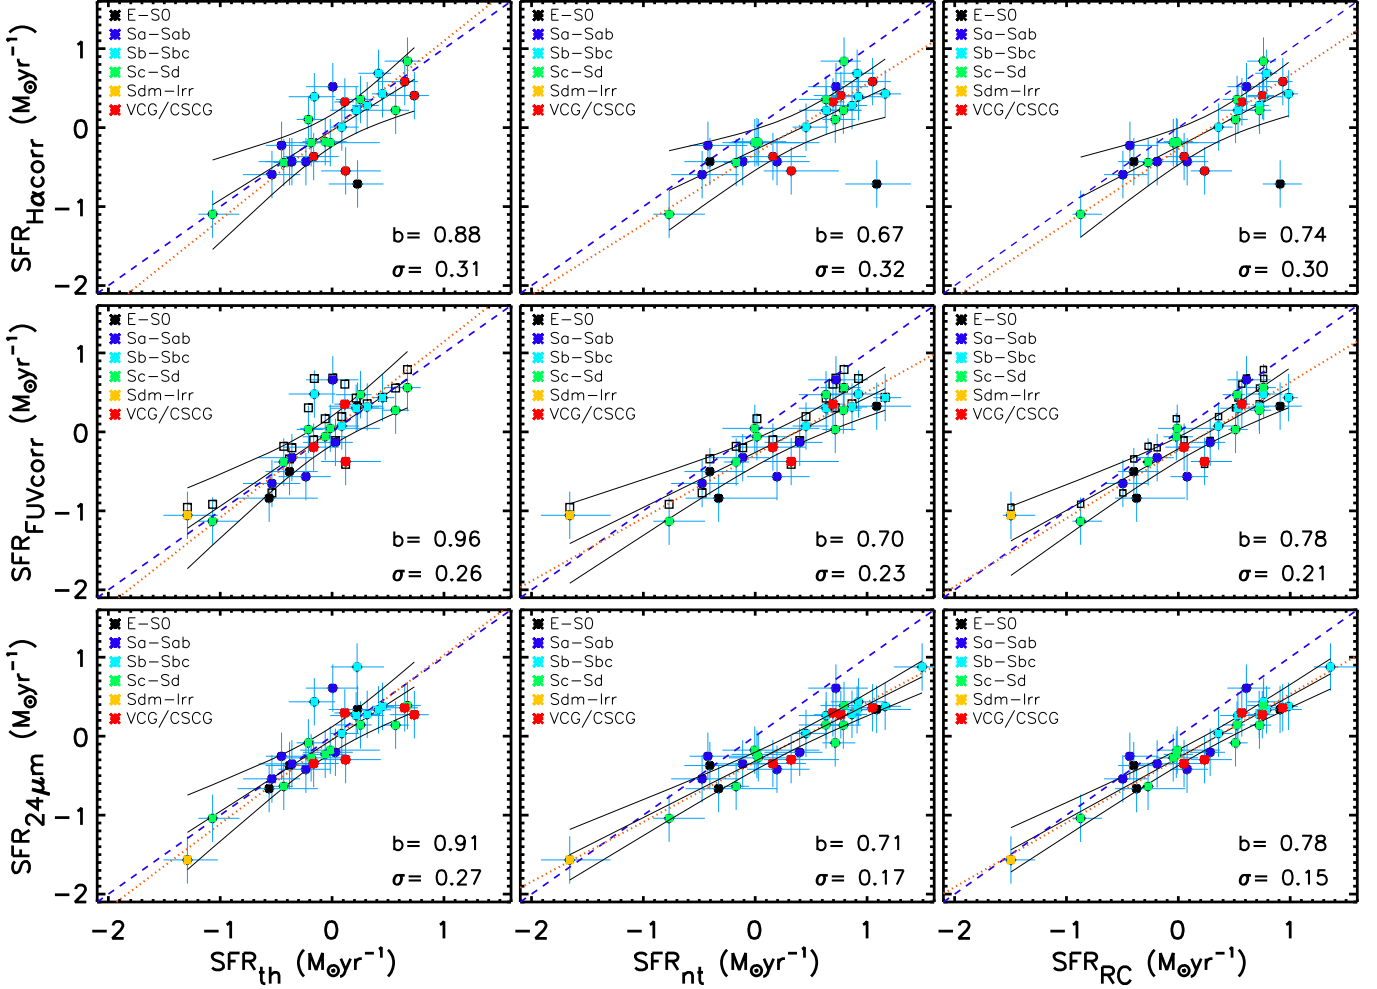 SFRHαcorr (M⊙yr−1)
1
0
−1
−2
E−S0
Sa−Sab
Sb−Sbc
Sc−Sd
Sdm−Irr
VCG/CSCG
b= 0.88
σ= 0.31
E−S0
Sa−Sab
Sb−Sbc
Sc−Sd
Sdm−Irr
VCG/CSCG
b= 0.67
σ= 0.32
E−S0
Sa−Sab
Sb−Sbc
Sc−Sd
Sdm−Irr
VCG/CSCG
b= 0.74
σ= 0.30
SFRFUVcorr (M⊙yr−1)
1
0
−1
−2
E−S0
Sa−Sab
Sb−Sbc
Sc−Sd
Sdm−Irr
VCG/CSCG
b= 0.96
σ= 0.26
E−S0
Sa−Sab
Sb−Sbc
Sc−Sd
Sdm−Irr
VCG/CSCG
b= 0.70
σ= 0.23
E−S0
Sa−Sab
Sb−Sbc
Sc−Sd
Sdm−Irr
VCG/CSCG
b= 0.78
σ= 0.21
SFR24μm (M⊙yr−1)
1
0
−1
−2
E−S0
Sa−Sab
Sb−Sbc
Sc−Sd
Sdm−Irr
VCG/CSCG
b= 0.91
σ= 0.27
E−S0
Sa−Sab
Sb−Sbc
Sc−Sd
Sdm−Irr
VCG/CSCG
b= 0.71
σ= 0.17
E−S0
Sa−Sab
Sb−Sbc
Sc−Sd
Sdm−Irr
VCG/CSCG
b= 0.78
σ= 0.15
−2 −1 0 1
−2 −1 0 1
−2 −1 0 1
SFRth (M⊙yr−1)
SFRnt (M⊙yr−1)
SFRRC (M⊙yr−1)